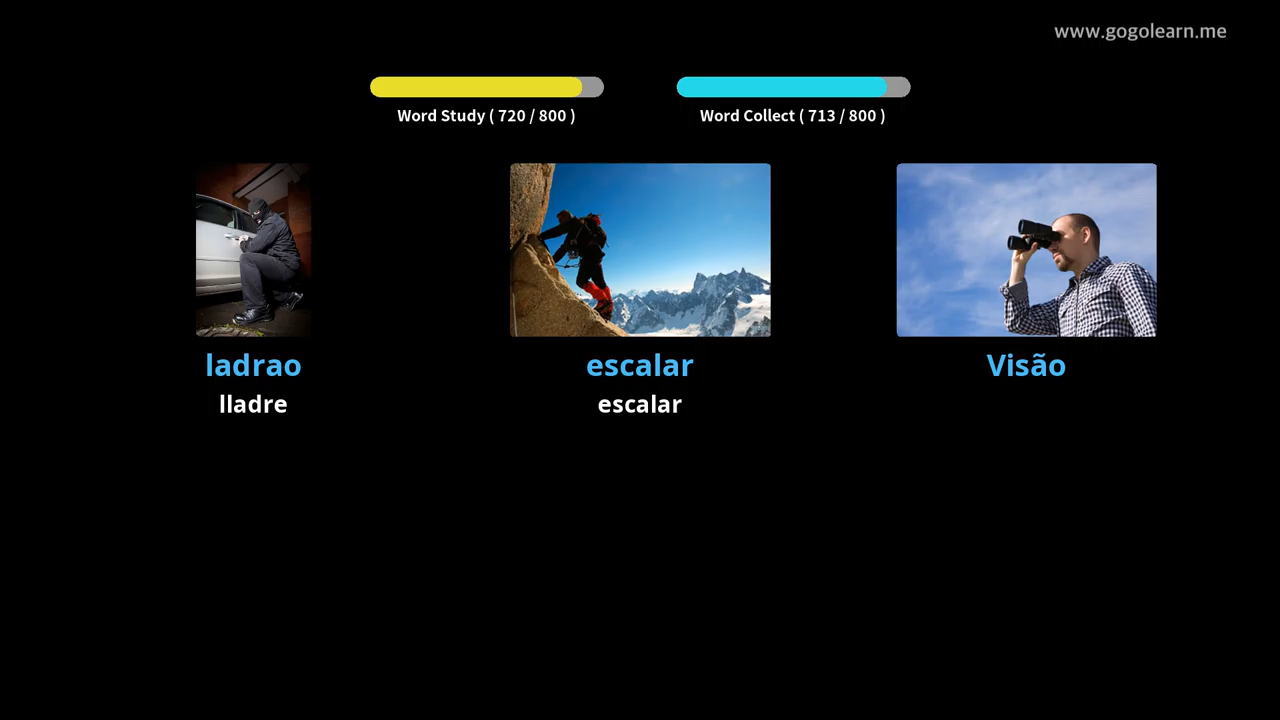 www.gogolearn.me
Word Study ( 720 / 800 )
Word Collect ( 713 / 800 )
ladrao
escalar
Visão
lladre
escalar